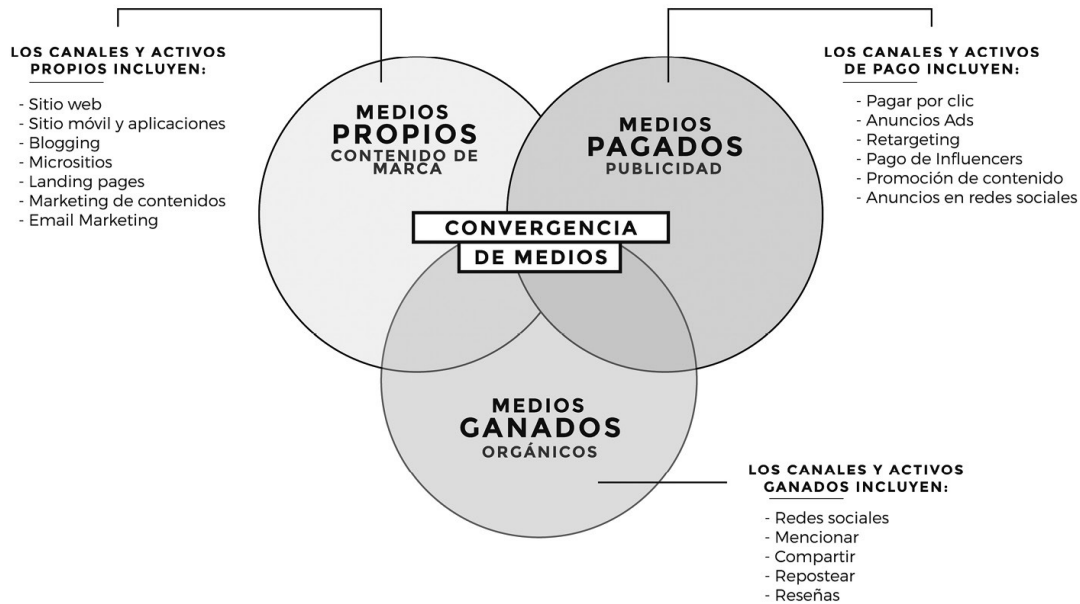 LOS CANALES Y ACTIVOS
PROPIOS INCLUYEN:
- Sitio web
- Sitio móvil y aplicaciones
- Blogging
- Micrositios
- Landing pages
- Marketing de contenidos
- Email Marketing
MEDIOS
PROPIOS
CONTENIDO DE
MARCA
MEDIOS
PAGADOS
PUBLICIDAD
LOS CANALES Y ACTIVOS
DE PAGO INCLUYEN:
- Pagar por clic
- Anuncios Ads
- Retargeting
- Pago de Influencers
- Promoción de contenido
- Anuncios en redes sociales
CONVERGENCIA
DE MEDIOS
MEDIOS
GANADOS
ORGÁNICOS
LOS CANALES Y ACTIVOS
GANADOS INCLUYEN:
- Redes sociales
- Mencionar
- Compartir
- Repostear
- Reseñas